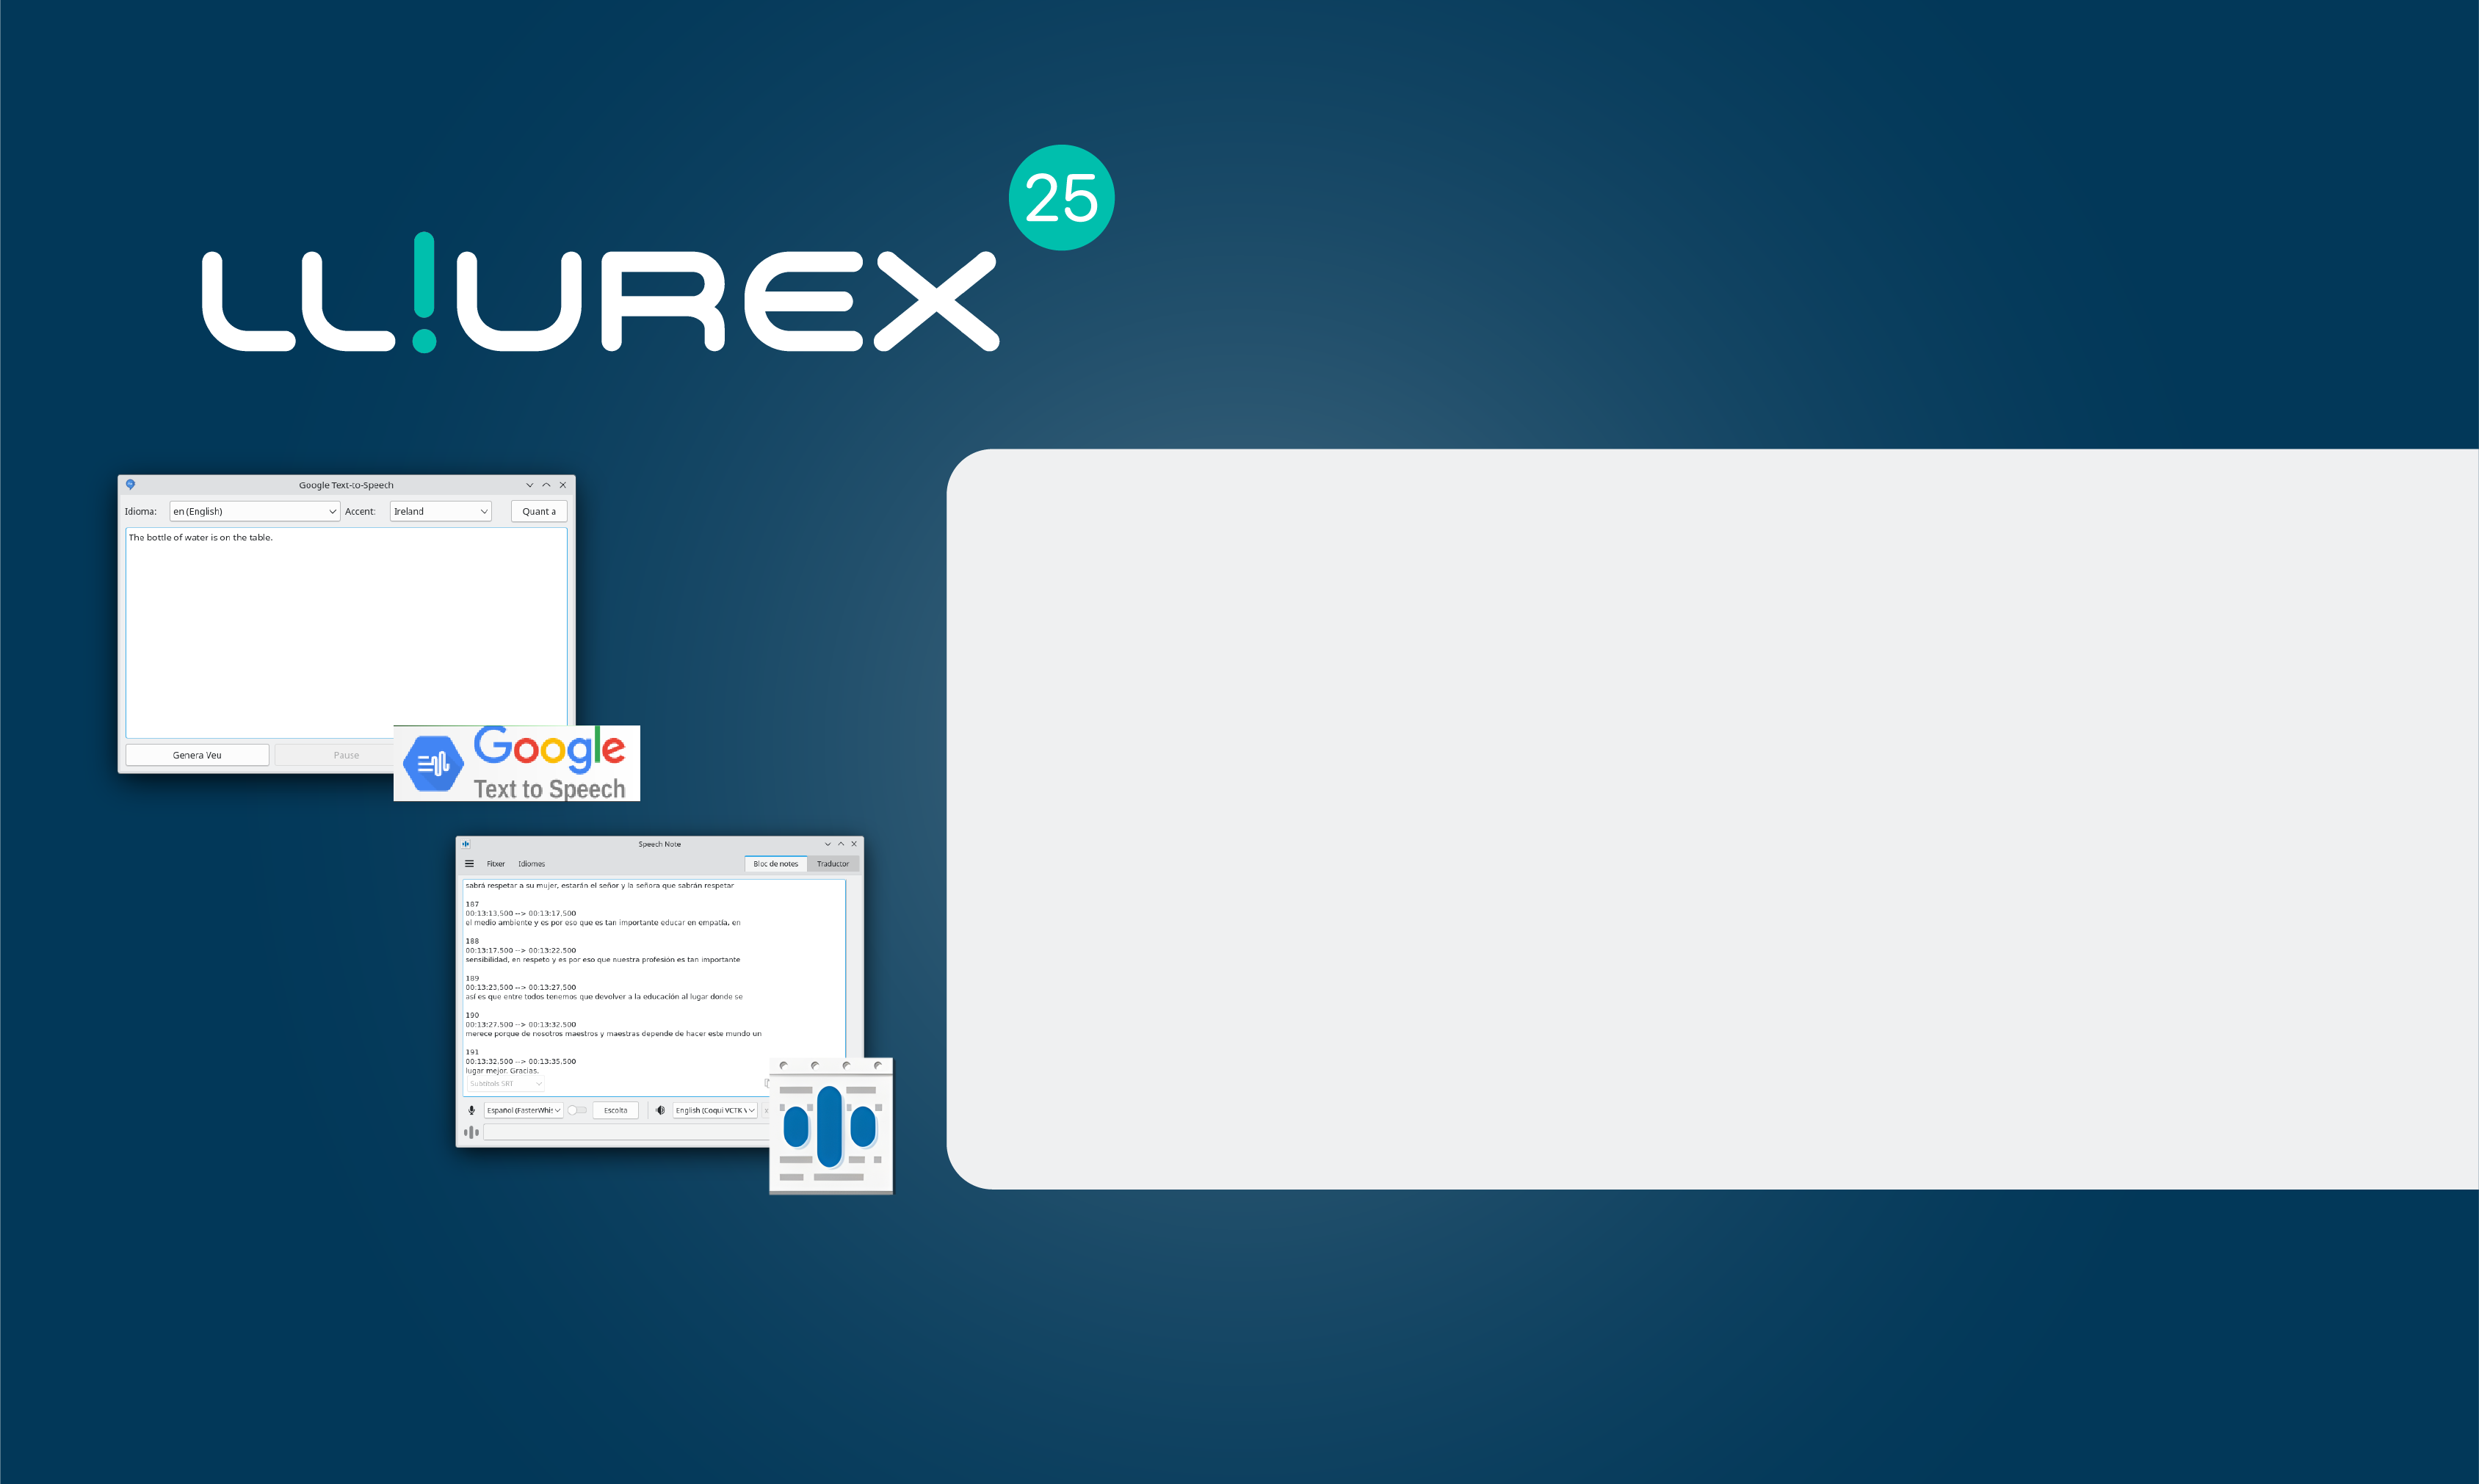 LLIUREX
25
Google Text-to-Speech
Idioma: en (English) Accent: Ireland Quant a
The bottle of water is on the table.
Genera Veu Pause
Google
Text to Speech
Speech Note
Fitxer Idiomes Bloc de notes Traductor
sabrá respetar a su mujer, estarán el señor y la señora que sabrán respetar
187
00:13:13,500 --> 00:13:17,500
el medio ambiente y es por eso que es tan importante educar en empatía, en
188
00:13:17,500 --> 00:13:22,500
sensibilidad, en respeto y es por eso que nuestra profesión es tan importante
189
00:13:23,500 --> 00:13:27,500
así es que entre todos tenemos que devolver a la educación al lugar donde se
190
00:13:27,500 --> 00:13:32,500
merece porque de nosotros maestros y maestras depende de hacer este mundo un
191
00:13:32,500 --> 00:13:35,500
lugar mejor. Gracias.
Subtítols SRT
Español (FasterWhis Escolta English (Coqui VCTK